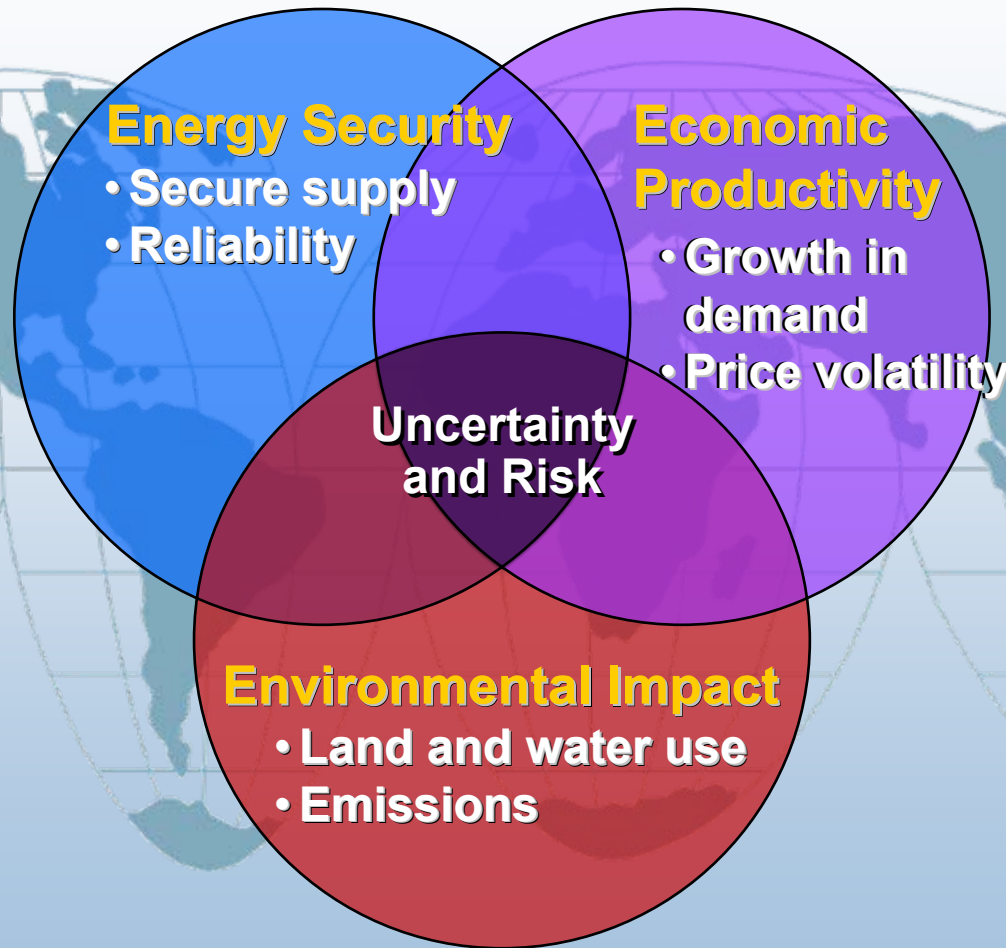 Energy Security
• Secure supply
• Reliability
Economic
Productivity
• Growth in
demand
• Price volatility
Uncertainty
and Risk
Environmental Impact
• Land and water use
• Emissions